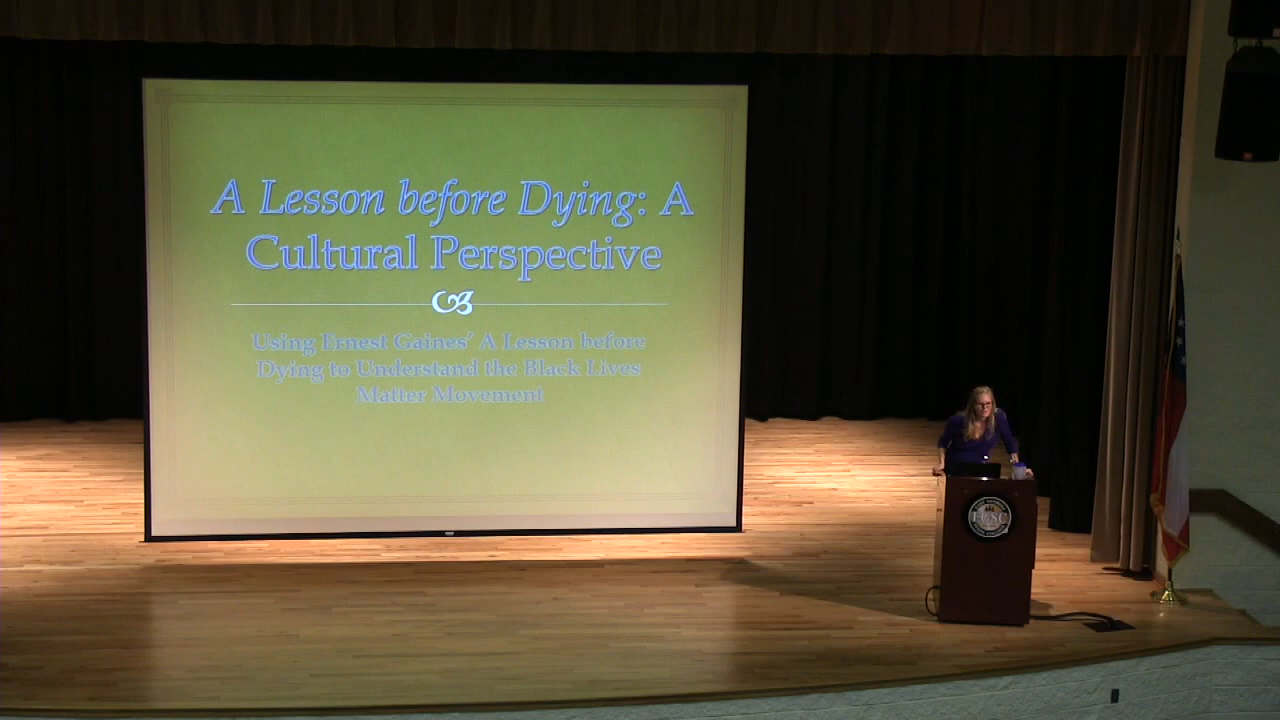 A Lesson before Dying: A
Cultural Perspective
Using Ernest Gaines’ A Lesson before
Dying to Understand the Black Lives
Matter Movement